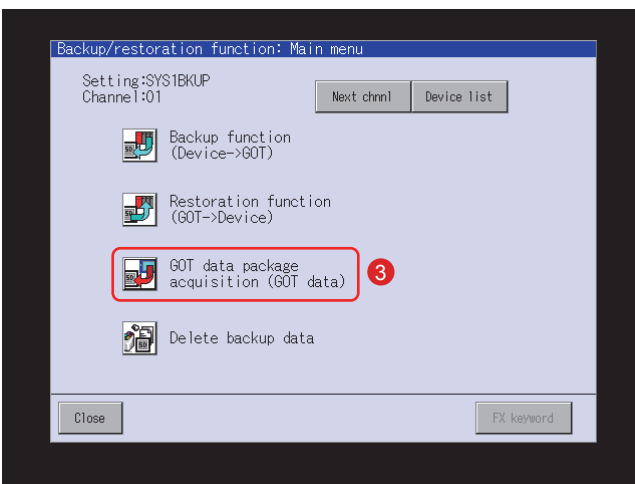 Backup/restoration function: Main menu
Setting:SYS1BKUP
Channel:01
Next chnnl
Device list
Backup function
(Device->GOT)
Restoration function
(GOT->Device)
GOT data package
acquisition (GOT data)
3
Delete backup data
Close
FX keyword